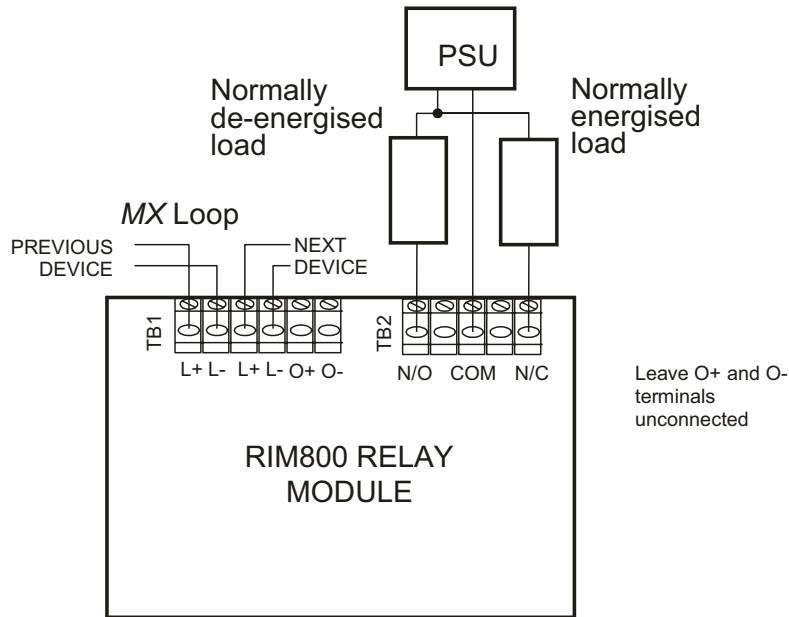 PSU
Normally
de-energised
load
Normally
energised
load
MX Loop
PREVIOUS
DEVICE
NEXT
DEVICE
TB1
L+ L- L+ L- O+ O-
TB2
N/O COM N/C
Leave O+ and O-
terminals
unconnected
RIM800 RELAY
MODULE